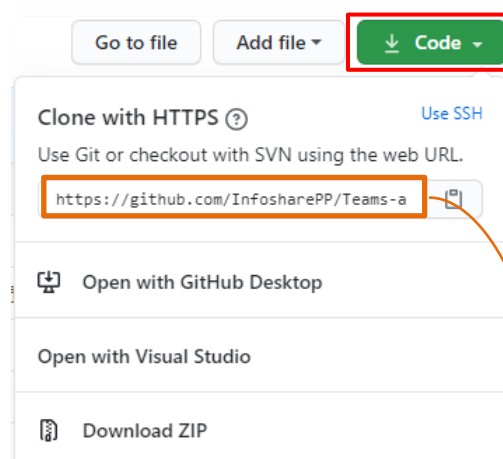 Go to file
Add file
Code
Clone with HTTPS
Use SSH
Use Git or checkout with SVN using the web URL.
https://github.com/InfosharePP/Teams-a
Open with GitHub Desktop
Open with Visual Studio
Download ZIP